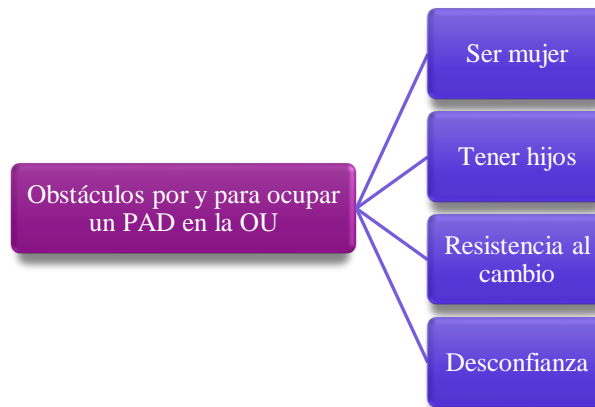 Obstáculos por y para ocupar
un PAD en la OU
Ser mujer
Tener hijos
Resistencia al
cambio
Desconfianza